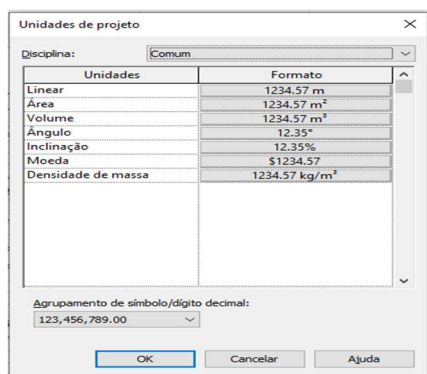 Unidades de projeto
Disciplina: Comum
Unidades Formato
Linear 1234.57 m
Área 1234.57 m²
Volume 1234.57 m³
Ângulo 12.35°
Inclinação 12.35%
Moeda $1234.57
Densidade de massa 1234.57 kg/m³
Agrupamento de símbolo/dígito decimal:
123,456,789.00
OK Cancelar Ajuda